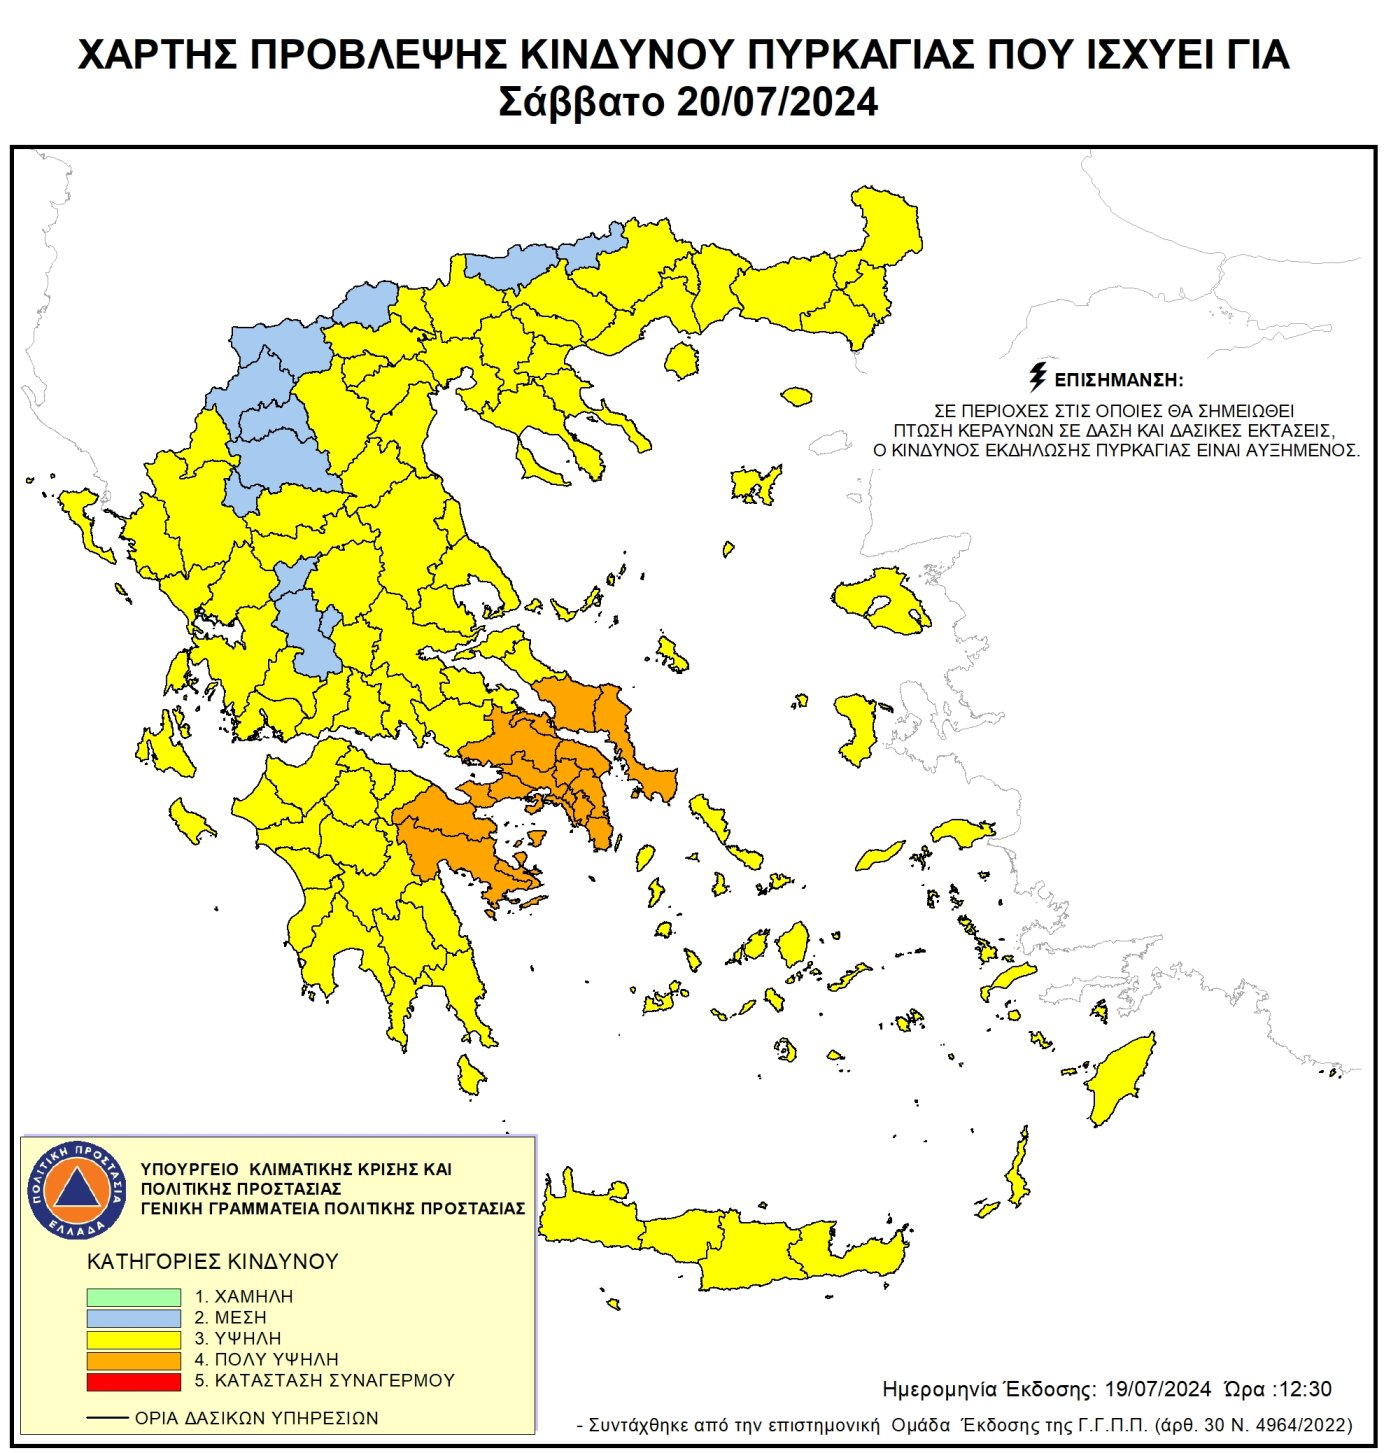 ΧΑΡΤΗΣ ΠΡΟΒΛΕΨΗΣ ΚΙΝΔΥΝΟΥ ΠΥΡΚΑΓΙΑΣ ΠΟΥ ΙΣΧΥΕΙ ΓΙΑ
Σάββατο 20/07/2024
ΕΠΙΣΗΜΑΝΣΗ:
ΣΕ ΠΕΡΙΟΧΕΣ ΣΤΙΣ ΟΠΟΙΕΣ ΘΑ ΣΗΜΕΙΩΘΕΙ
ΠΤΩΣΗ ΚΕΡΑΥΝΩΝ ΣΕ ΔΑΣΗ ΚΑΙ ΔΑΣΙΚΕΣ ΕΚΤΑΣΕΙΣ,
Ο ΚΙΝΔΥΝΟΣ ΕΚΔΗΛΩΣΗΣ ΠΥΡΚΑΓΙΑΣ ΕΙΝΑΙ ΑΥΞΗΜΕΝΟΣ.
ΠΟΛΙΤΙΚΗ ΠΡΟΣΤΑΣΙΑ
ΕΛΛΑΔΑ
ΥΠΟΥΡΓΕΙΟ ΚΛΙΜΑΤΙΚΗΣ ΚΡΙΣΗΣ ΚΑΙ
ΠΟΛΙΤΙΚΗΣ ΠΡΟΣΤΑΣΙΑΣ
ΓΕΝΙΚΗ ΓΡΑΜΜΑΤΕΙΑ ΠΟΛΙΤΙΚΗΣ ΠΡΟΣΤΑΣΙΑΣ
ΚΑΤΗΓΟΡΙΕΣ ΚΙΝΔΥΝΟΥ
1. ΧΑΜΗΛΗ
2. ΜΕΣΗ
3. ΥΨΗΛΗ
4. ΠΟΛΥ ΥΨΗΛΗ
5. ΚΑΤΑΣΤΑΣΗ ΣΥΝΑΓΕΡΜΟΥ
ΟΡΙΑ ΔΑΣΙΚΩΝ ΥΠΗΡΕΣΙΩΝ
Ημερομηνία Έκδοσης: 19/07/2024 Ώρα :12:30
- Συντάχθηκε από την επιστημονική Ομάδα Έκδοσης της Γ.Γ.Π.Π. (άρθ. 30 Ν. 4964/2022)